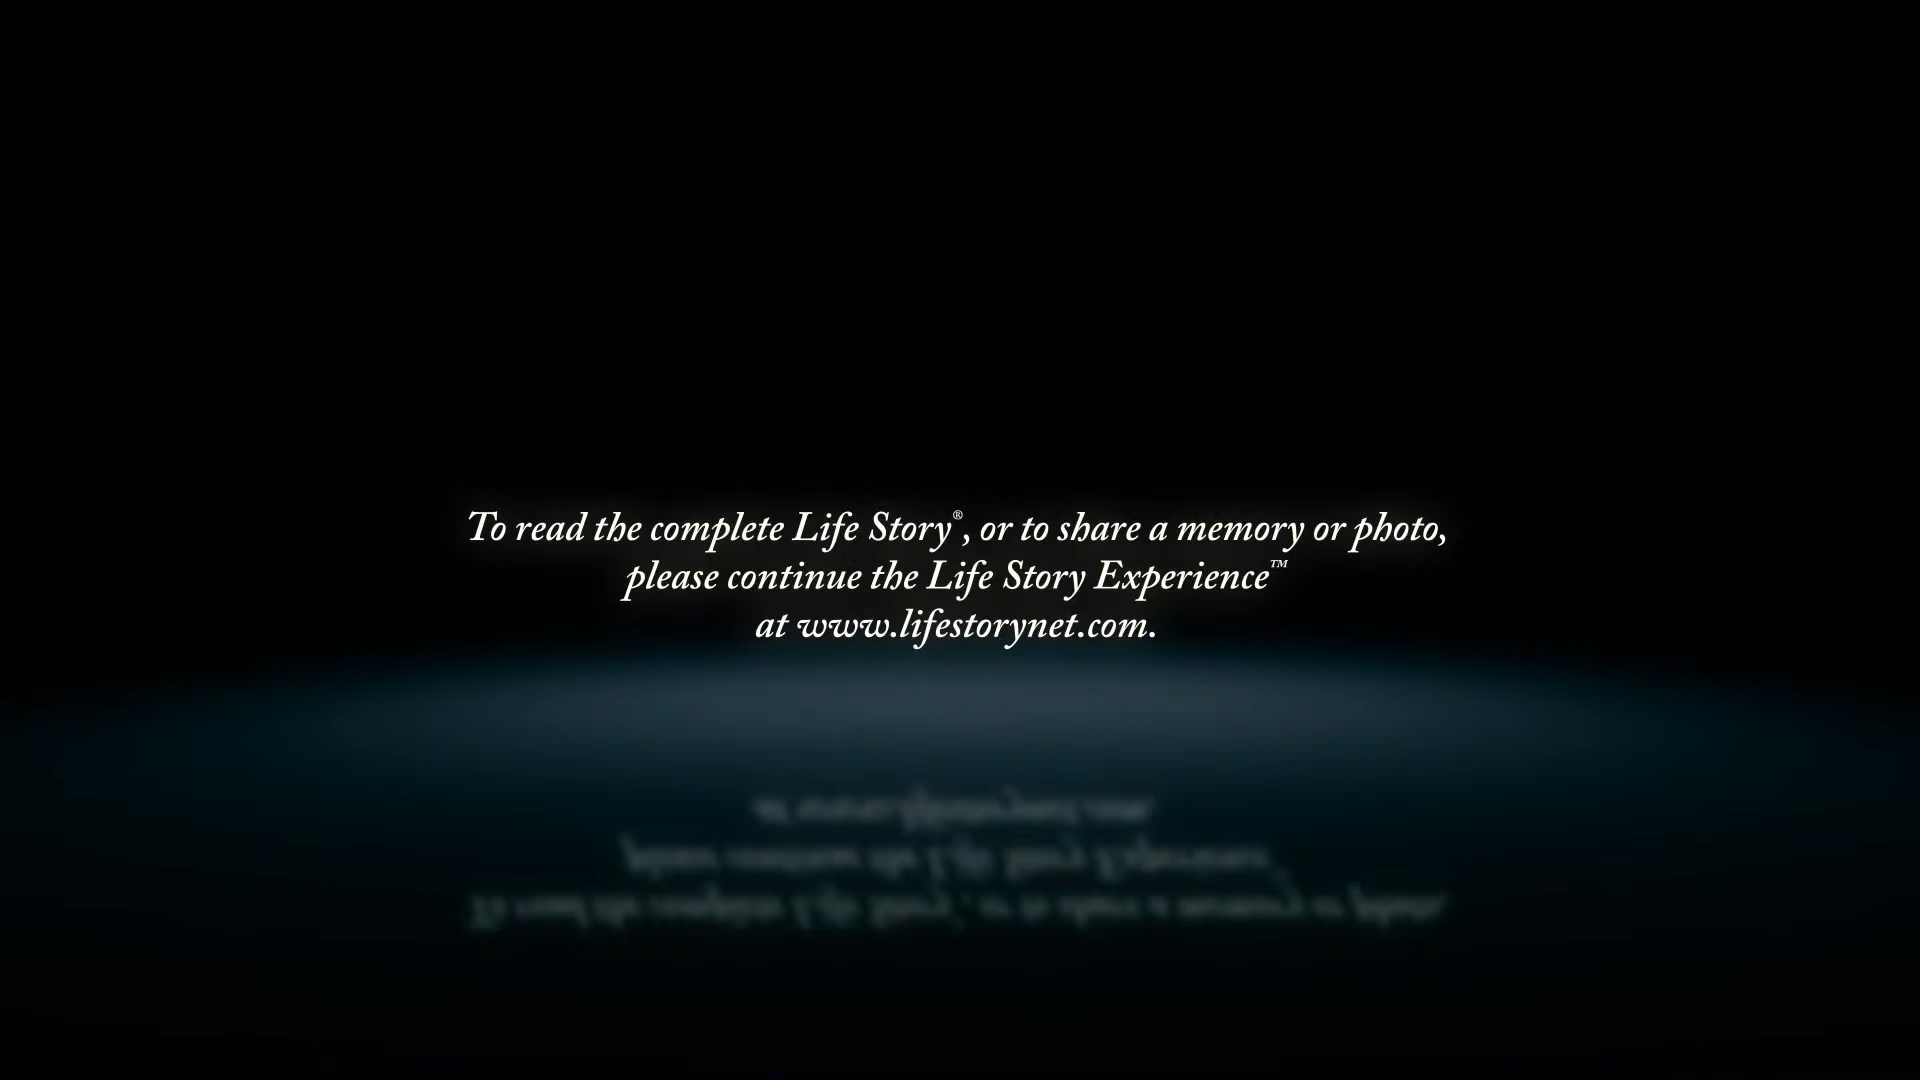 To read the complete Life Story®, or to share a memory or photo,
please continue the Life Story Experience™
at www.lifestorynet.com.